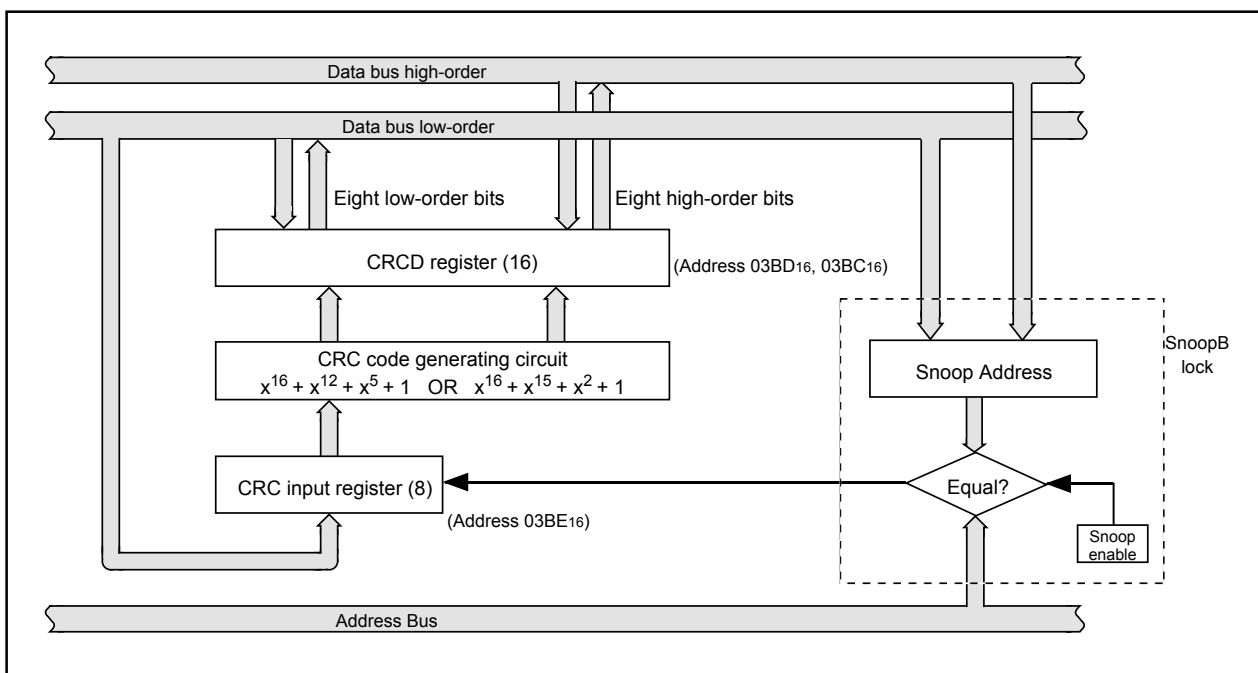 Data bus high-order
Data bus low-order
Eight low-order bits
Eight high-order bits
CRCD register (16)
(Address 03BD₁₆, 03BC₁₆)
CRC code generating circuit
x¹⁶ + x¹² + x⁵ + 1 OR x¹⁶ + x¹⁵ + x² + 1
SnoopB
lock
Snoop Address
CRC input register (8)
(Address 03BE₁₆)
Equal?
Snoop
enable
Address Bus